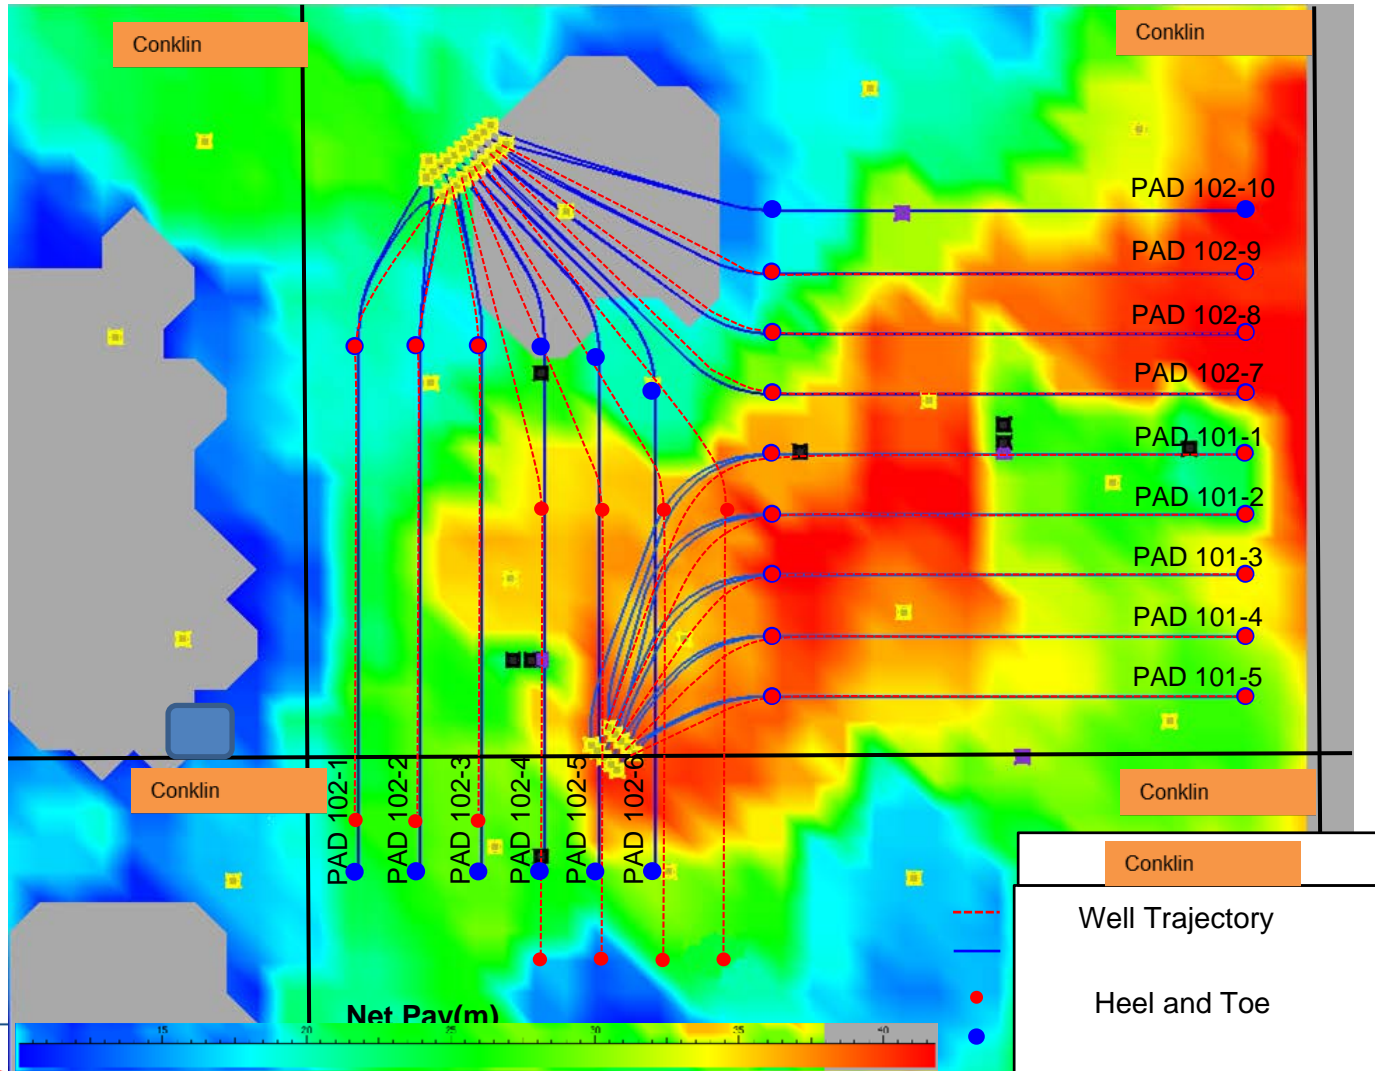 Conklin
Conklin
PAD 102-10
PAD 102-9
PAD 102-8
PAD 102-7
PAD 101-1
PAD 101-2
PAD 101-3
PAD 101-4
PAD 101-5
PAD 102-1
PAD 102-2
PAD 102-3
PAD 102-4
PAD 102-5
PAD 102-6
Conklin
Conklin
Conklin
Well Trajectory
Heel and Toe
Net Pay(m)
15 20 25 30 35 40